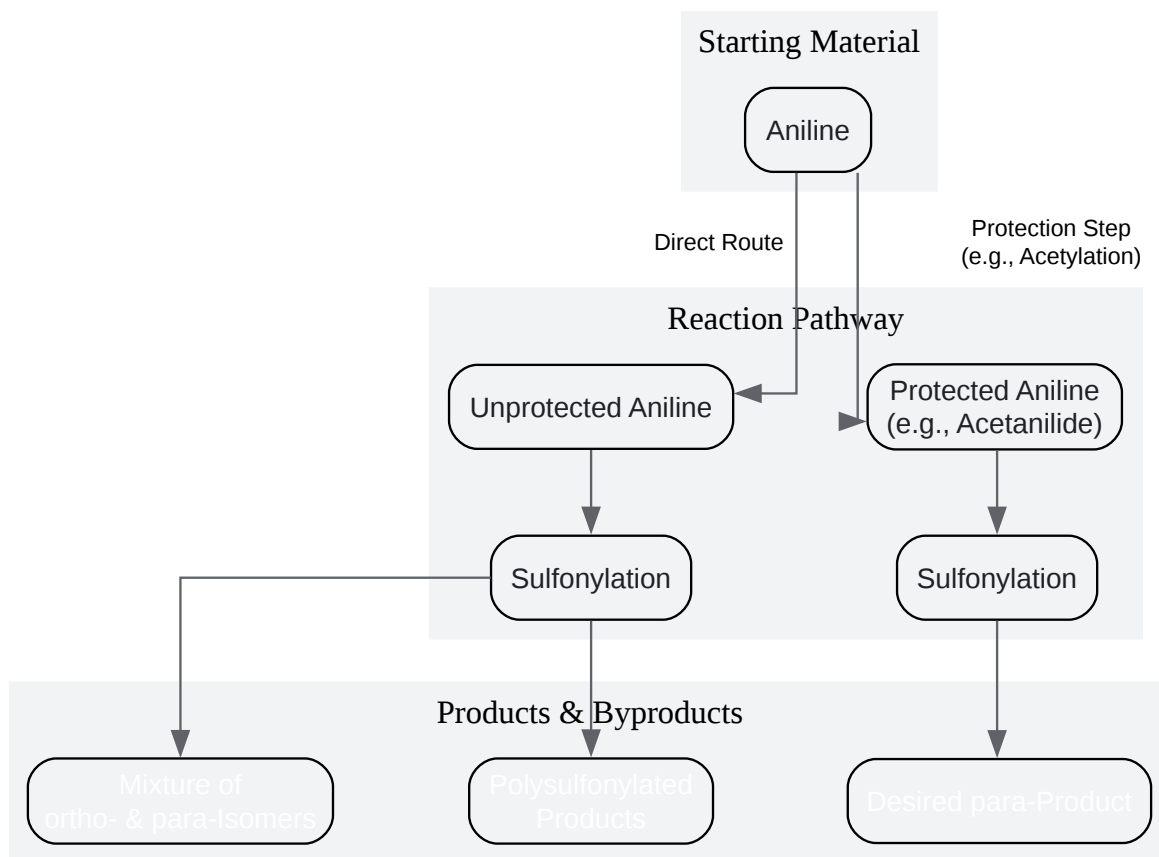 Starting Material
Aniline
Direct Route
Protection Step
(e.g., Acetylation)
Reaction Pathway
Unprotected Aniline
Protected Aniline
(e.g., Acetanilide)
Sulfonylation
Sulfonylation
Products & Byproducts
Mixture of
ortho- & para-Isomers
Polysulfonylated
Products
Desired para-Product